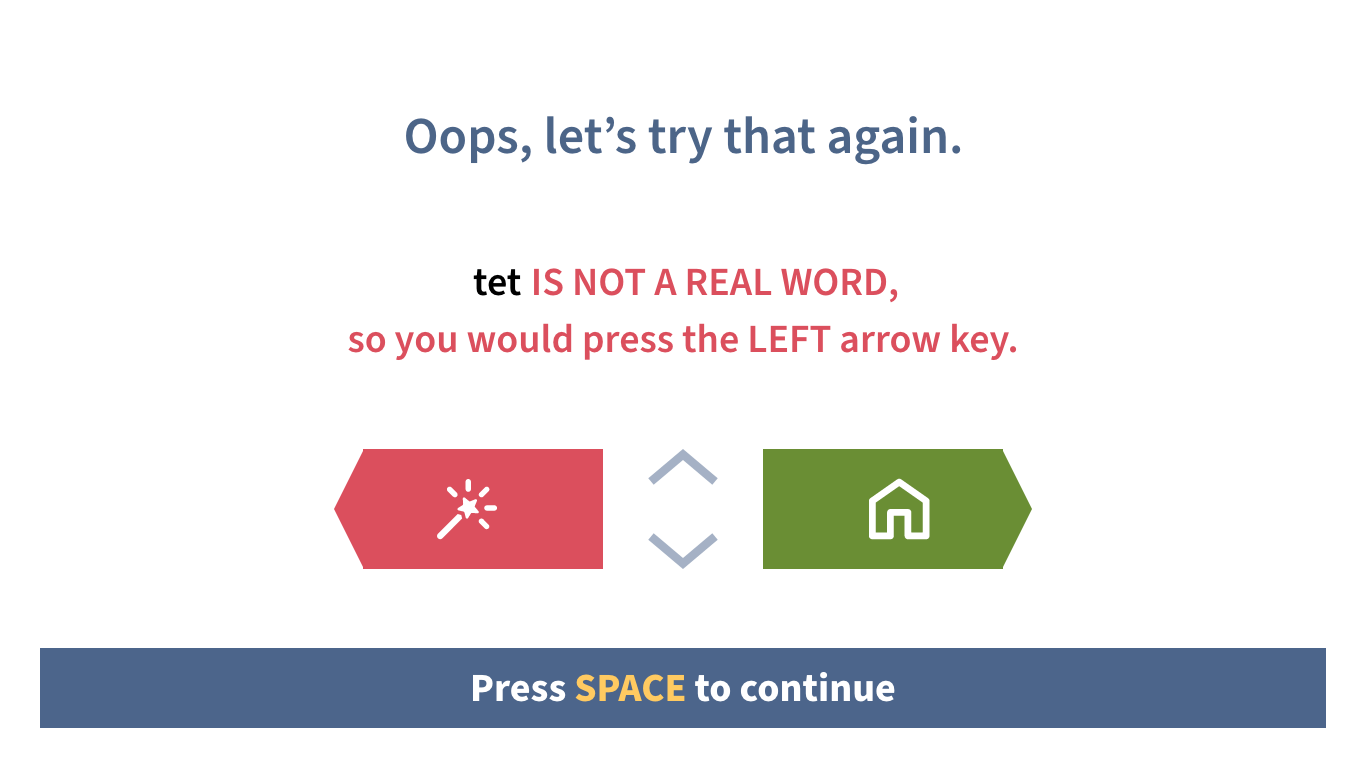 Oops, let’s try that again.
tet IS NOT A REAL WORD,
so you would press the LEFT arrow key.
Press SPACE to continue